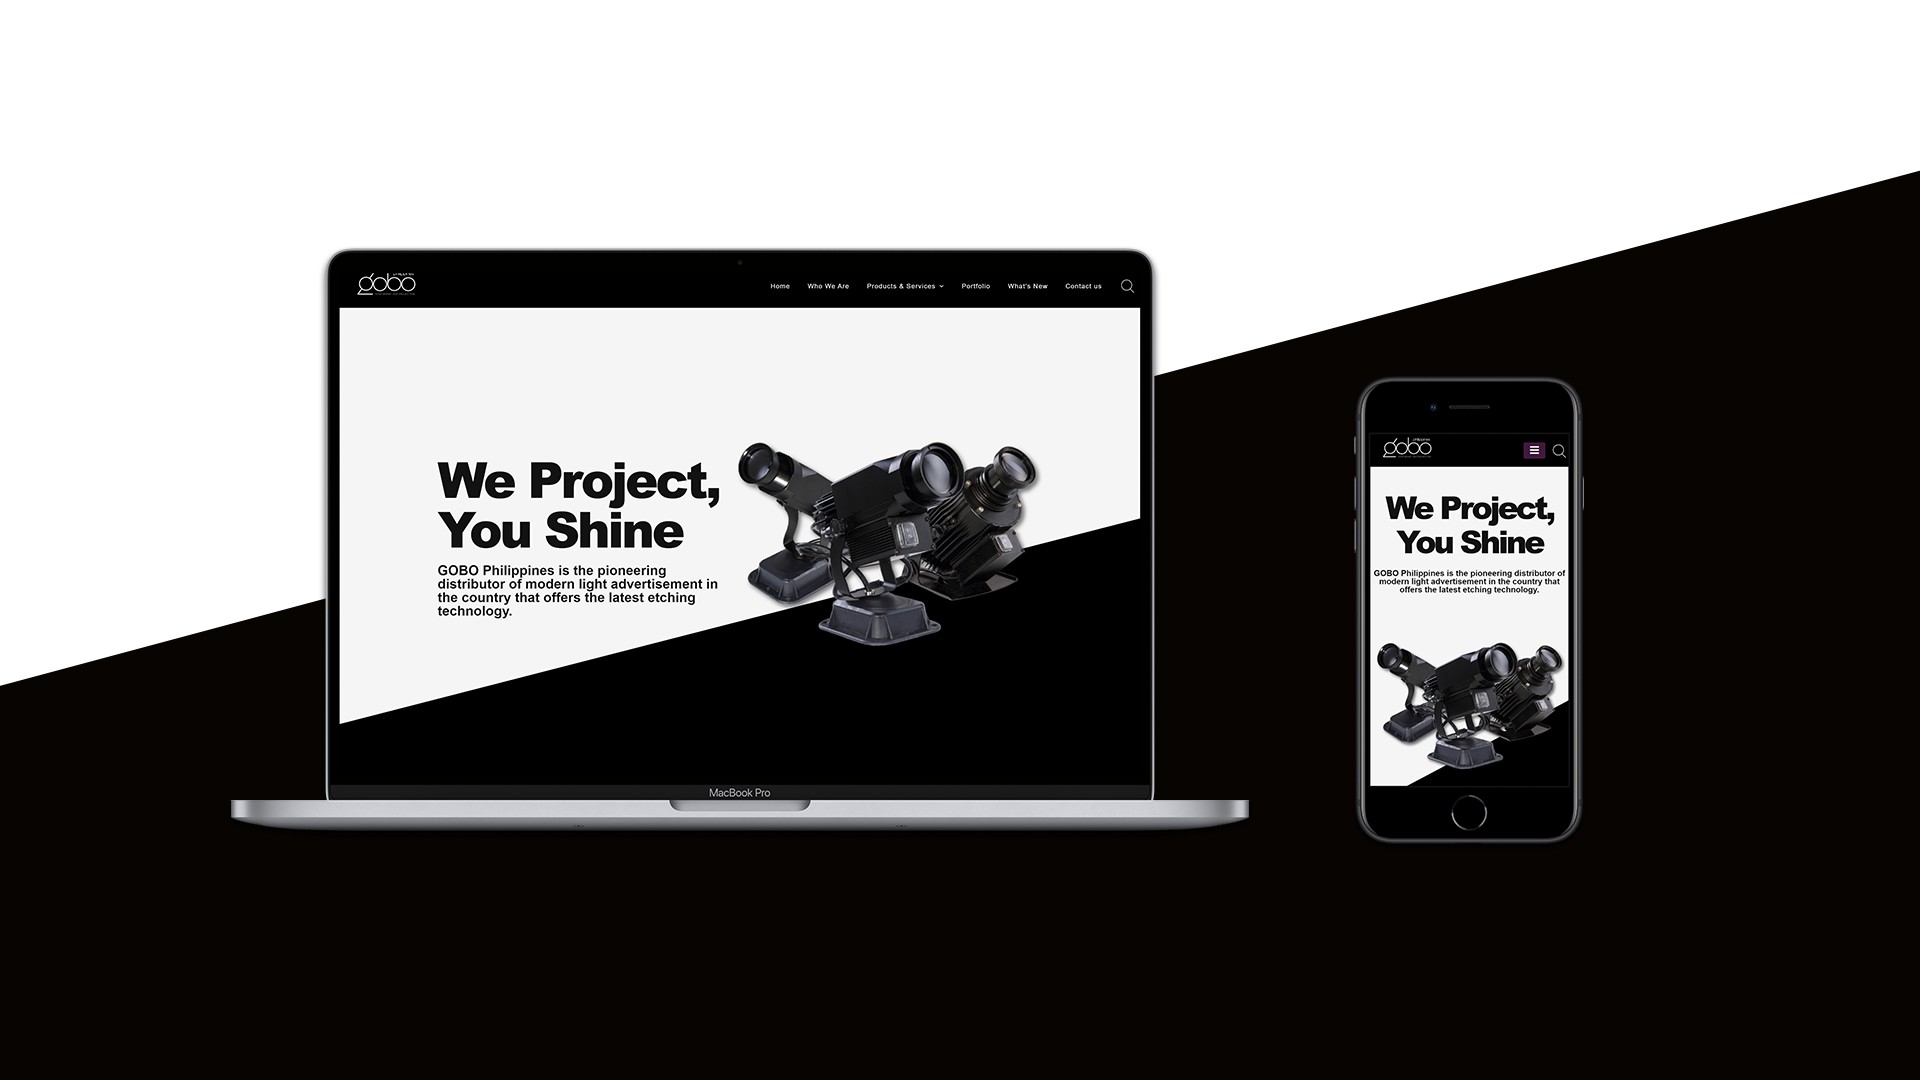 gobo
Home Who We Are Products & Services Portfolio What's New Contact us
We Project,
You Shine
GOBO Philippines is the pioneering
distributor of modern light advertisement in
the country that offers the latest etching
technology.
MacBook Pro
philippines
gobo
We Project,
You Shine
GOBO Philippines is the pioneering distributor of
modern light advertisement in the country that
offers the latest etching technology.